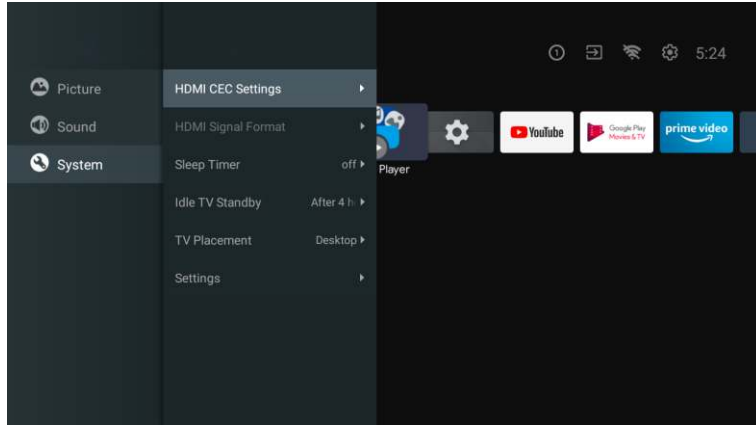 1
5:24
Picture
Sound
System
HDMI CEC Settings
HDMI Signal Format
Sleep Timer off
Idle TV Standby After 4 h
TV Placement Desktop
Settings
Player
YouTube
Google Play
Movies & TV
prime video